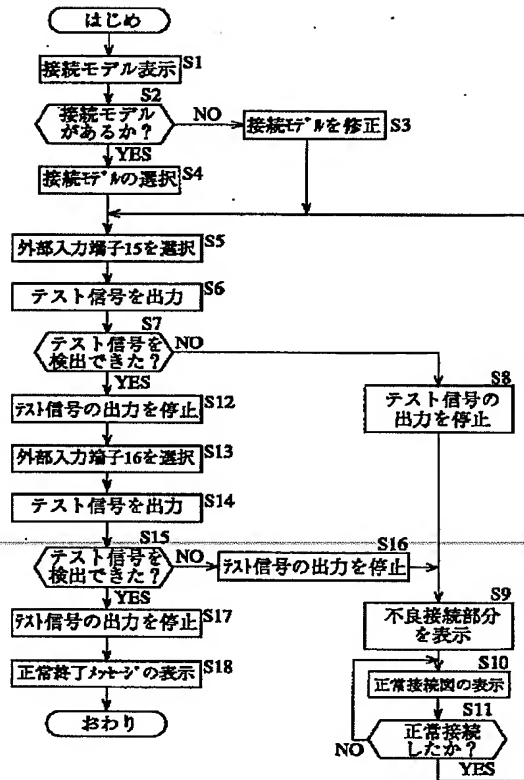 はじめ
接続モデル表示 S1
S2
接続モデル
があるか？
NO
接続モデルを修正 S3
YES
接続モデルの選択 S4
外部入力端子15を選択 S5
テスト信号を出力 S6
S7
テスト信号を
検出できた？
NO
YES
S8
テスト信号の
出力を停止
テスト信号の出力を停止 S12
外部入力端子16を選択 S13
テスト信号を出力 S14
S15
テスト信号を
検出できた？
NO
S16
テスト信号の出力を停止
YES
S9
不良接続部分
を表示
テスト信号の出力を停止 S17
正常終了メッセージの表示 S18
S10
正常接続図の表示
おわり
S11
正常接続
したか？
NO
YES